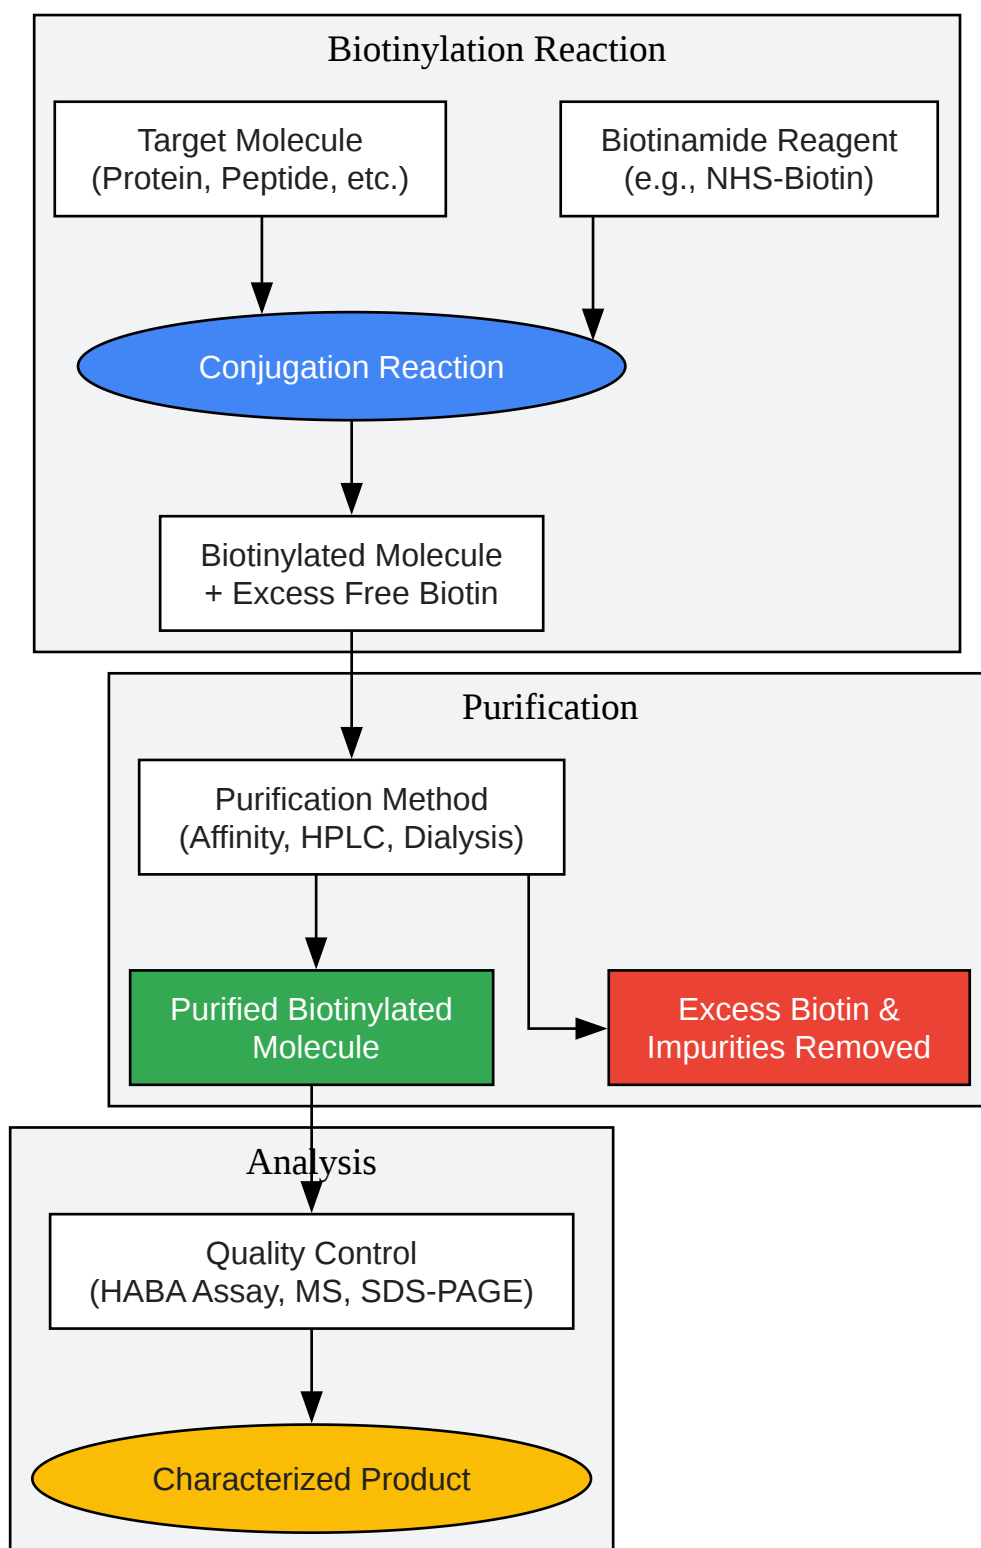 Biotinylation Reaction
Target Molecule
(Protein, Peptide, etc.)
Biotinamide Reagent
(e.g., NHS-Biotin)
Conjugation Reaction
Biotinylated Molecule
+ Excess Free Biotin
Purification
Purification Method
(Affinity, HPLC, Dialysis)
Purified Biotinylated
Molecule
Excess Biotin &
Impurities Removed
Analysis
Quality Control
(HABA Assay, MS, SDS-PAGE)
Characterized Product